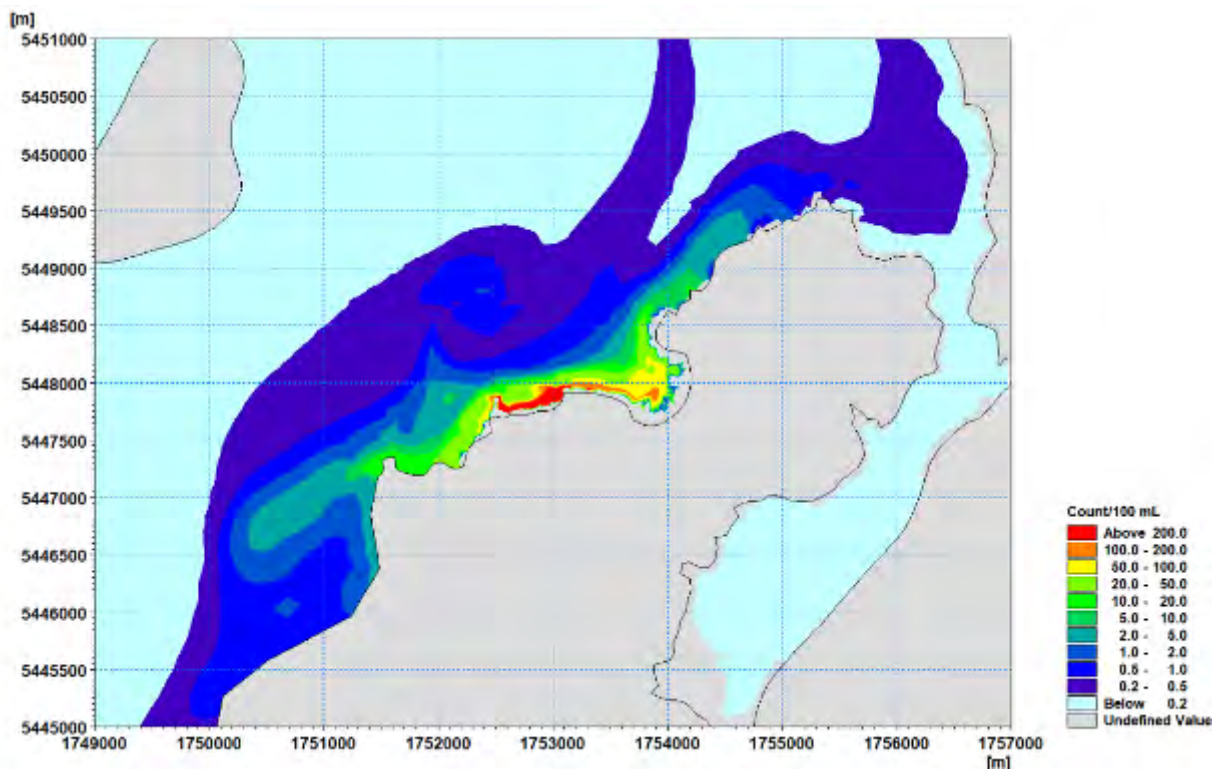 [m]
5451000
5450500
5450000
5449500
5449000
5448500
5448000
5447500
5447000
5446500
5446000
5445500
5445000
1749000 1750000 1751000 1752000 1753000 1754000 1755000 1756000 1757000
[m]
Count/100 mL
Above 200.0
100.0 - 200.0
50.0 - 100.0
20.0 - 50.0
10.0 - 20.0
5.0 - 10.0
2.0 - 5.0
1.0 - 2.0
0.5 - 1.0
0.2 - 0.5
Below 0.2
Undefined Value